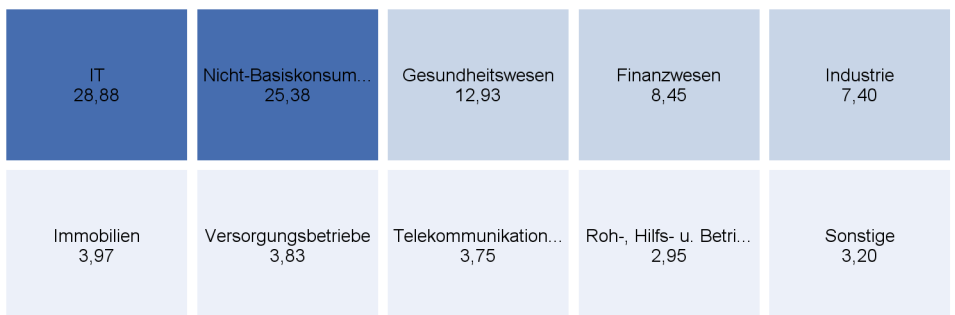 IT
28,88
Nicht-Basiskonsum...
25,38
Gesundheitswesen
12,93
Finanzwesen
8,45
Industrie
7,40
Immobilien
3,97
Versorgungsbetriebe
3,83
Telekommunikation...
3,75
Roh-, Hilfs- u. Betri...
2,95
Sonstige
3,20